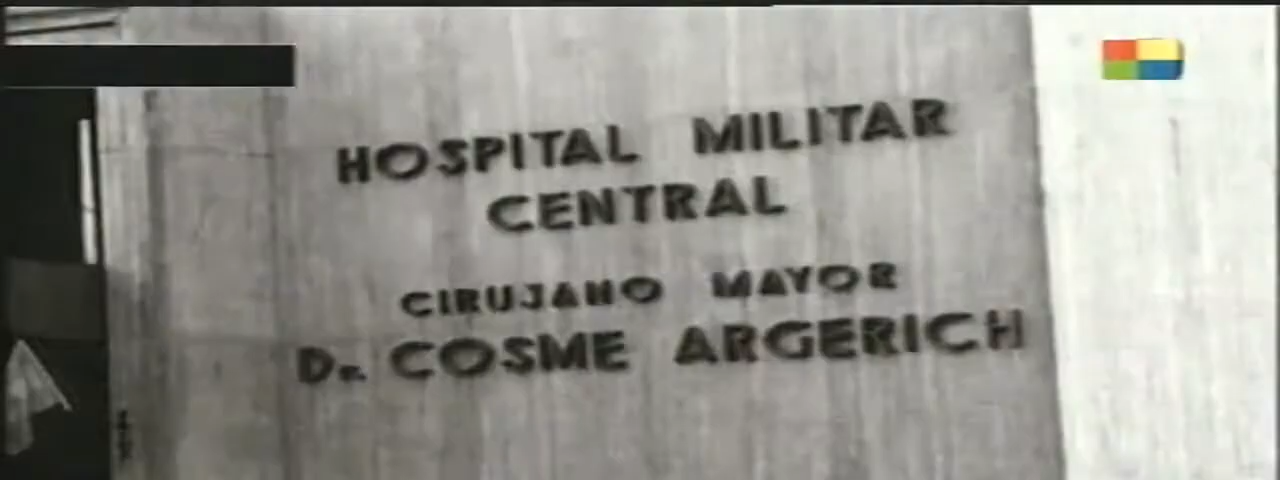 HOSPITAL MILITAR
CENTRAL
CIRUJANO MAYOR
Dr. COSME ARGERICH